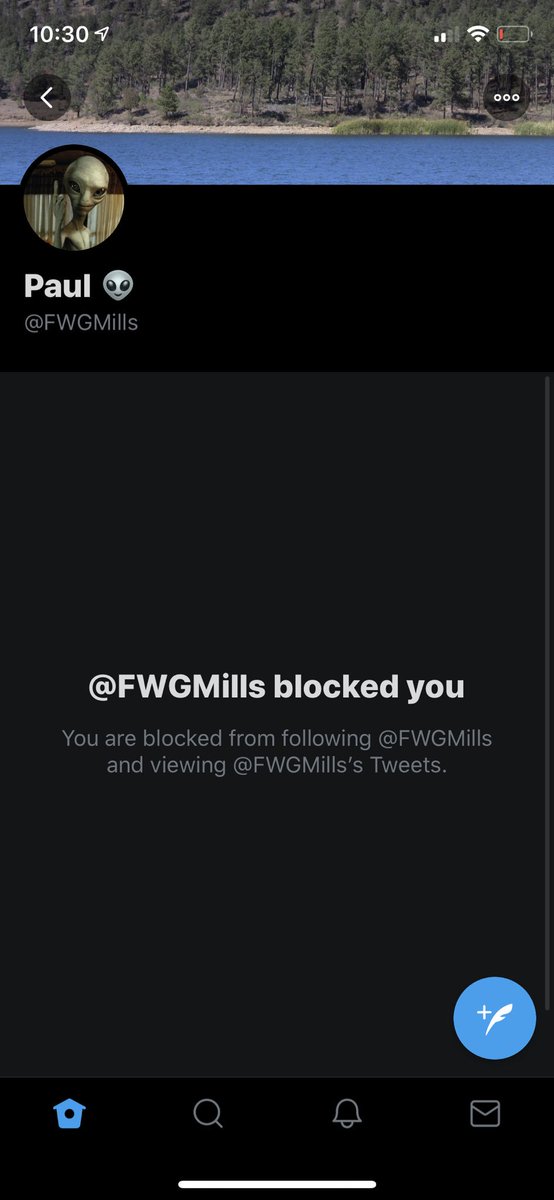 10:30
Paul 👽
@FWGMills
@FWGMills blocked you
You are blocked from following @FWGMills
and viewing @FWGMills’s Tweets.